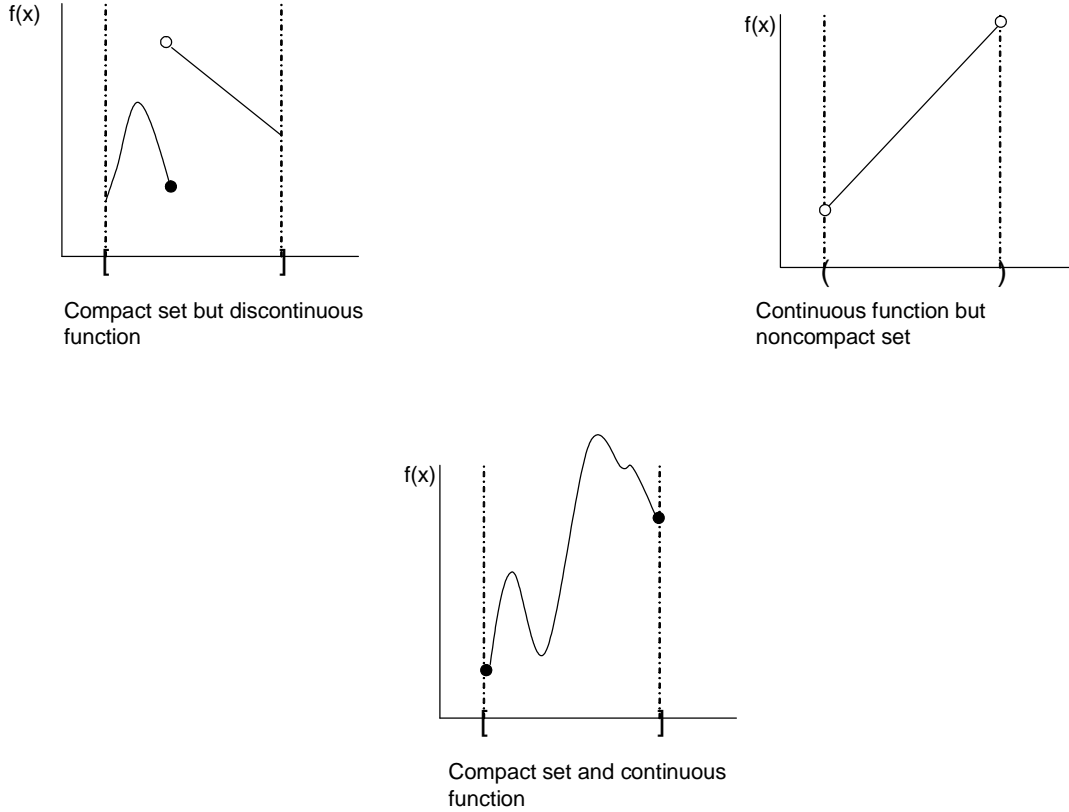 f(x)
[ ]
Compact set but discontinuous
function
f(x)
( )
Continuous function but
noncompact set
f(x)
[ ]
Compact set and continuous
function